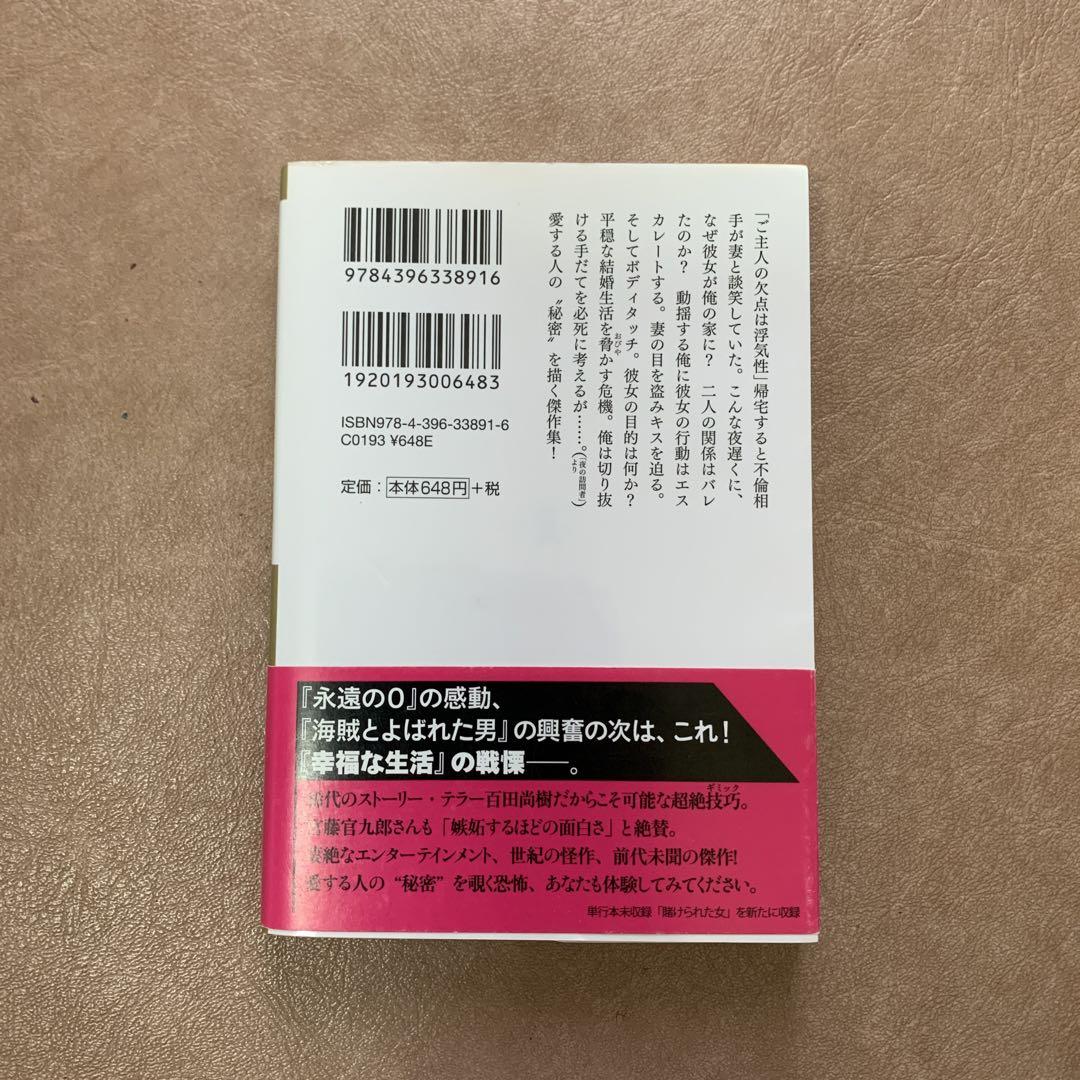 「ご主人の欠点は浮気性」帰宅すると不倫相
手が妻と談笑していた。こんな夜遅くに、
なぜ彼女が俺の家に？　二人の関係はバレ
たのか？　動揺する俺に彼女の行動はエス
カレートする。妻の目を盗みキスを迫る。
そしてボディタッチ。彼女の目的は何か？
平穏な結婚生活を脅かす危機。俺は切り抜
おびや
ける手だてを必死に考えるが……。（「夜の訪問者」より）
愛する人の〝秘密〟を描く傑作集！
9784396338916
1920193006483
ISBN978-4-396-33891-6
C0193 ¥648E
定価：本体648円+税
『永遠の０』の感動、
『海賊とよばれた男』の興奮の次は、これ！
『幸福な生活』の戦慄――。
ギミック
稀代のストーリー・テラー百田尚樹だからこそ可能な超絶技巧。
宮藤官九郎さんも「嫉妬するほどの面白さ」と絶賛。
凄絶なエンターテインメント、世紀の怪作、前代未聞の傑作！
愛する人の“秘密”を覗く恐怖、あなたも体験してみてください。
単行本未収録「賭けられた女」を新たに収録